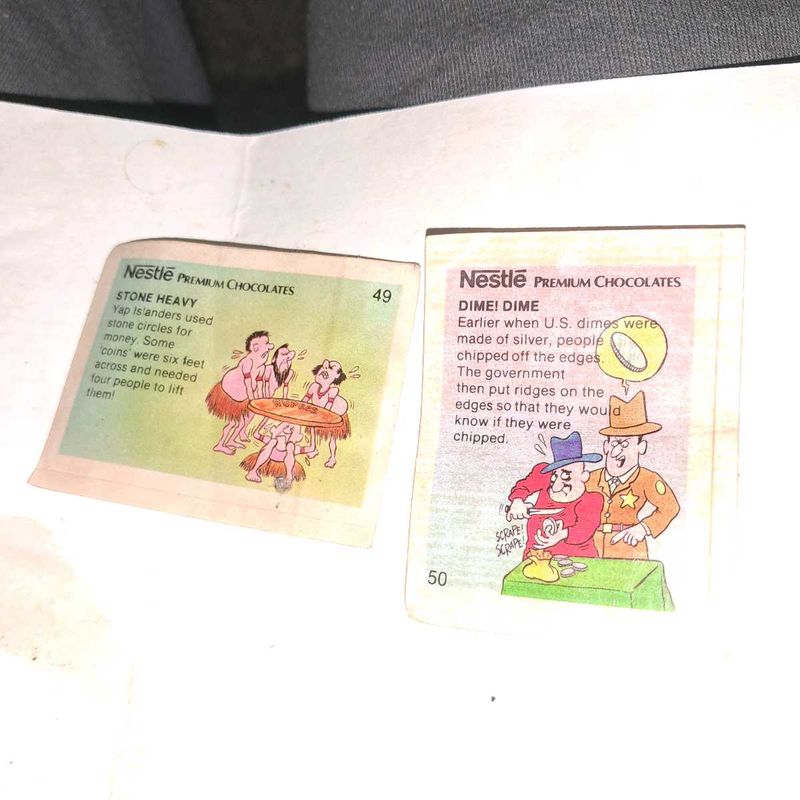 Nestlé PREMIUM CHOCOLATES
49
STONE HEAVY
Yap Islanders used
stone circles for
money. Some
'coins' were six feet
across and needed
four people to lift
them!
RUPEES
Nestlé PREMIUM CHOCOLATES
DIME! DIME
Earlier when U.S. dimes were
made of silver, people
chipped off the edges.
The government
then put ridges on the
edges so that they would
know if they were
chipped.
SCRAPE!
SCRAPE!
50